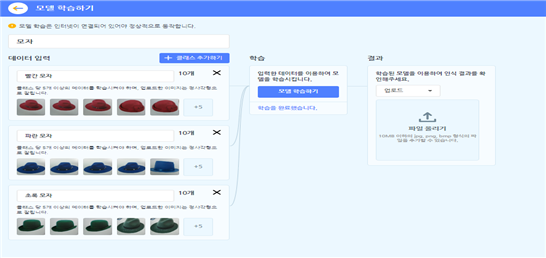 모델 학습하기
모델 학습은 인터넷이 연결되어 있어야 정상적으로 동작합니다.
모자
데이터 입력
+ 클래스 추가하기
빨간 모자
10개
클래스 당 5개 이상의 데이터를 학습시켜야 하며, 업로드한 이미지는 정사각형으
로 잘립니다.
+5
파란 모자
10개
클래스 당 5개 이상의 데이터를 학습시켜야 하며, 업로드한 이미지는 정사각형으
로 잘립니다.
+5
초록 모자
10개
클래스 당 5개 이상의 데이터를 학습시켜야 하며, 업로드한 이미지는 정사각형으
로 잘립니다.
+5
학습
입력한 데이터를 이용하여 모
델을 학습시킵니다.
모델 학습하기
학습을 완료했습니다.
결과
학습된 모델을 이용하여 인식 결과를 확
인해주세요.
업로드
파일 올리기
10MB 이하의 jpg, png, bmp 형식의 파
일을 추가할 수 있습니다.